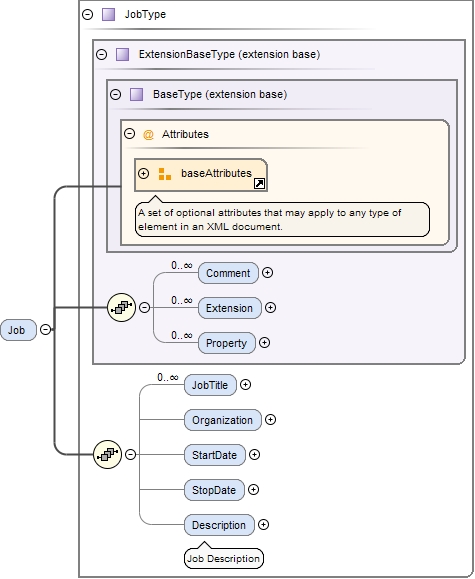 JobType
ExtensionBaseType (extension base)
BaseType (extension base)
@ Attributes
baseAttributes
A set of optional attributes that may apply to any type of
element in an XML document.
0..∞
Comment
0..∞
Extension
0..∞
Property
Job
0..∞
JobTitle
Organization
StartDate
StopDate
Description
Job Description